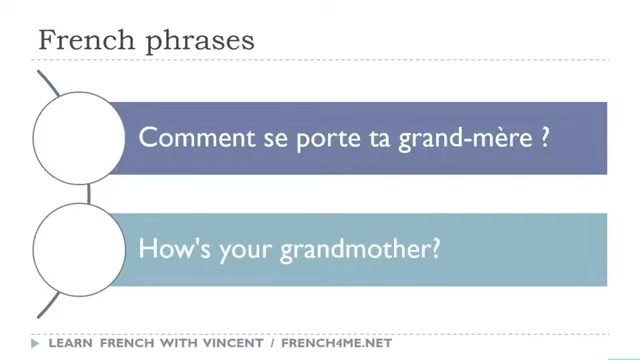 French phrases
Comment se porte ta grand-mère ?
How's your grandmother?
LEARN FRENCH WITH VINCENT / FRENCH4ME.NET